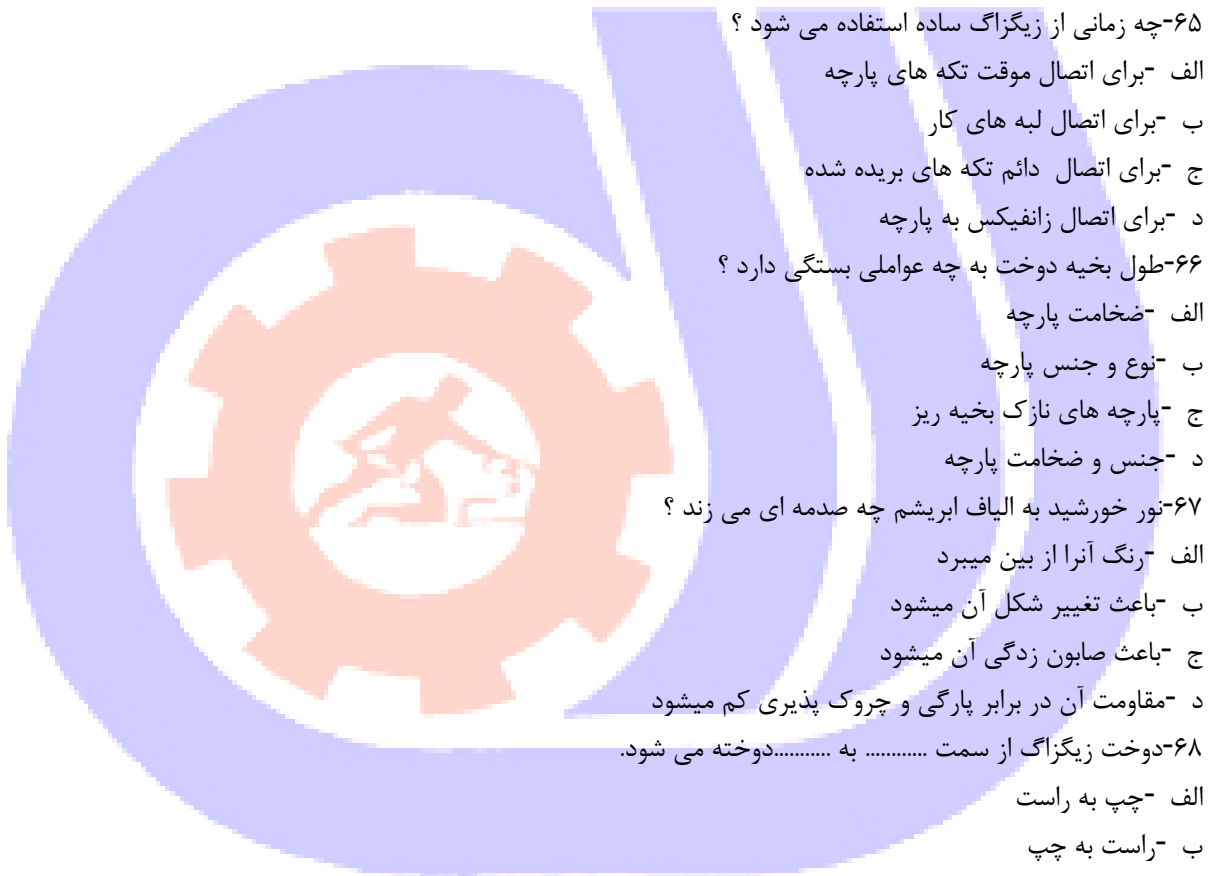 ۶۵-چه زمانی از زیگزاگ ساده استفاده می شود ؟
الف -برای اتصال موقت تکه های پارچه
ب -برای اتصال لبه های کار
ج -برای اتصال دائم تکه های بریده شده
د -برای اتصال زانفیکس به پارچه
۶۶-طول بخیه دوخت به چه عواملی بستگی دارد ؟
الف -ضخامت پارچه
ب -نوع و جنس پارچه
ج -پارچه های نازک بخیه ریز
د -جنس و ضخامت پارچه
۶۷-نور خورشید به الیاف ابریشم چه صدمه ای می زند ؟
الف -رنگ آنرا از بین میبرد
ب -باعث تغییر شکل آن میشود
ج -باعث صابون زدگی آن میشود
د -مقاومت آن در برابر پارگی و چروک پذیری کم میشود
۶۸-دوخت زیگزاگ از سمت ............ به ...........دوخته می شود.
الف -چپ به راست
ب -راست به چپ